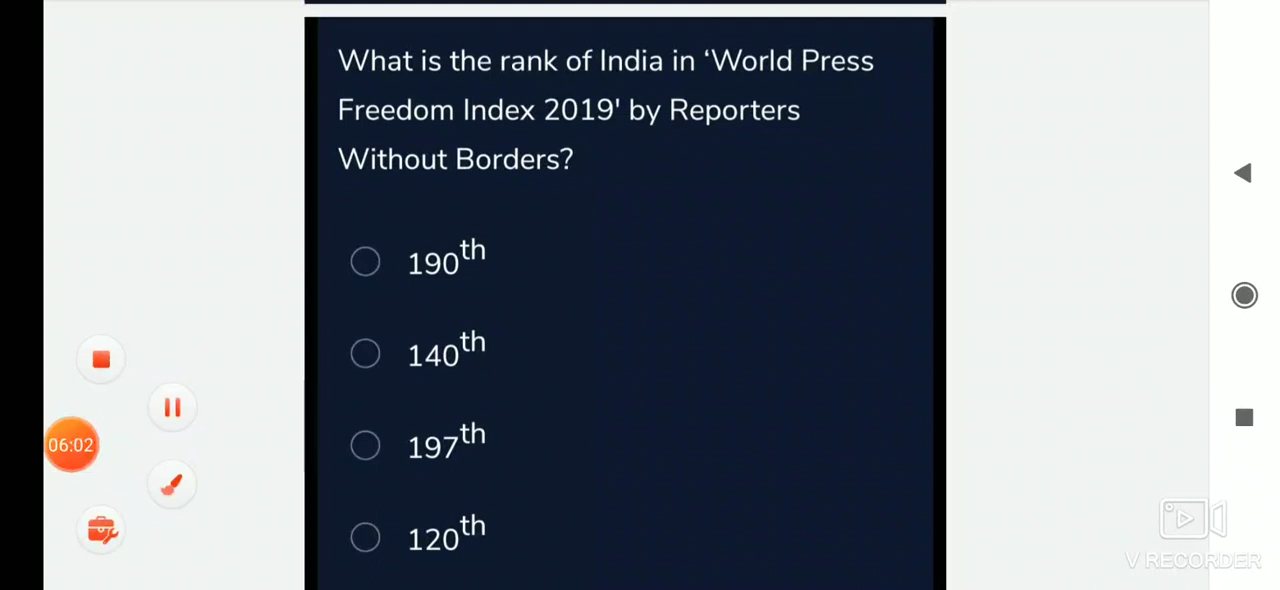 What is the rank of India in ‘World Press
Freedom Index 2019' by Reporters
Without Borders?
190th
140th
197th
120th
06:02
V RECORDER